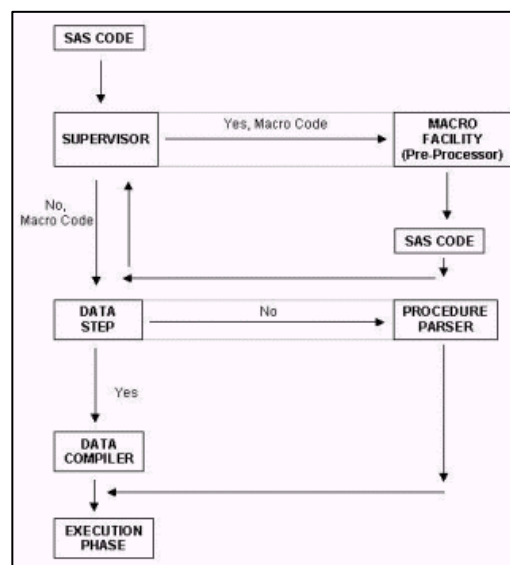 SAS CODE
SUPERVISOR
Yes, Macro Code
MACRO
FACILITY
(Pre-Processor)
No,
Macro Code
SAS CODE
DATA
STEP
No
PROCEDURE
PARSER
Yes
DATA
COMPILER
EXECUTION
PHASE